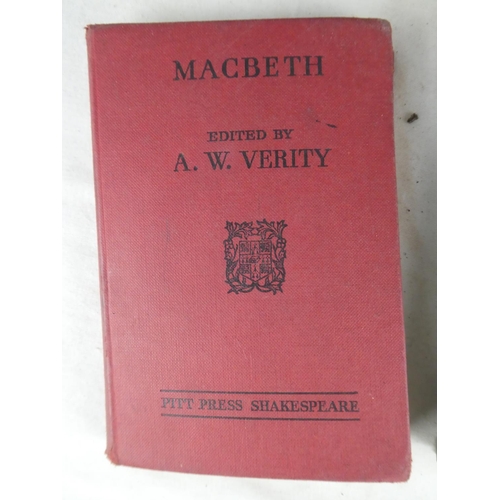 MACBETH
EDITED BY
A. W. VERITY
PITT PRESS SHAKESPEARE